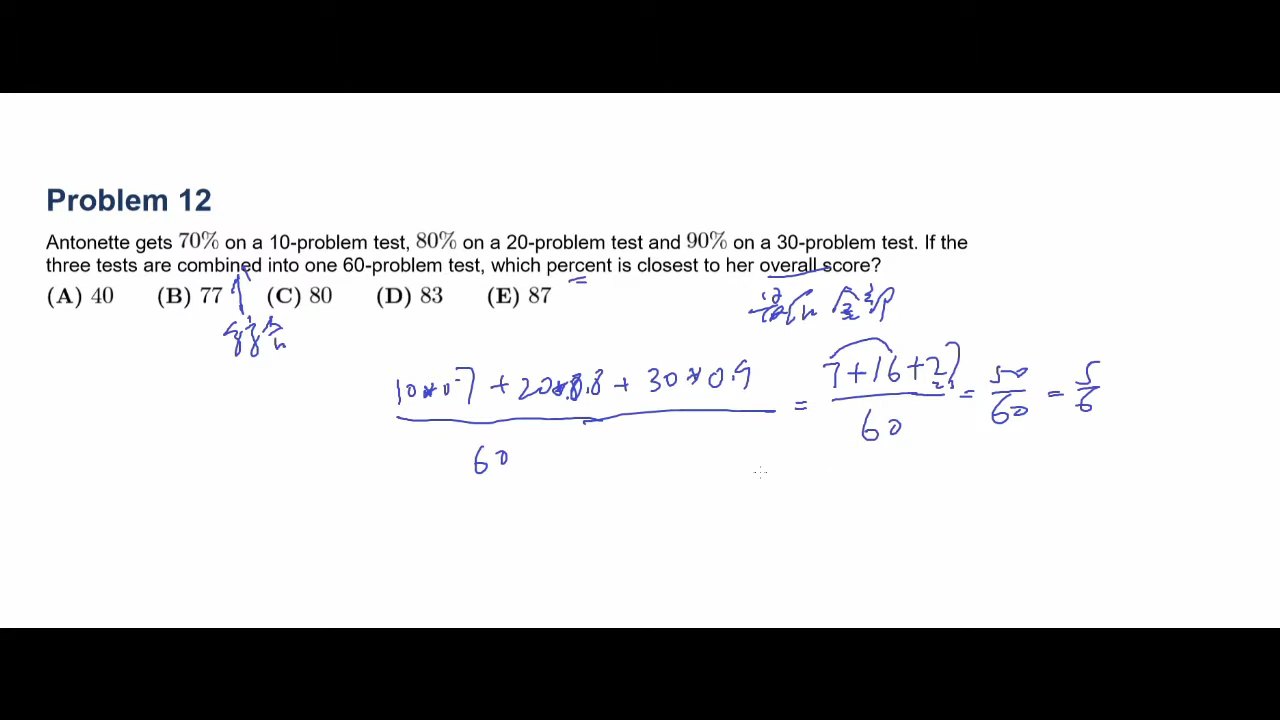 Problem 12
Antonette gets 70% on a 10-problem test, 80% on a 20-problem test and 90% on a 30-problem test. If the
three tests are combined into one 60-problem test, which percent is closest to her overall score?
(A) 40 (B) 77 (C) 80 (D) 83 (E) 87
10*0.7 + 20*0.8 + 30*0.9
60
= 7+16+27
60
= 50
60
= 5
6